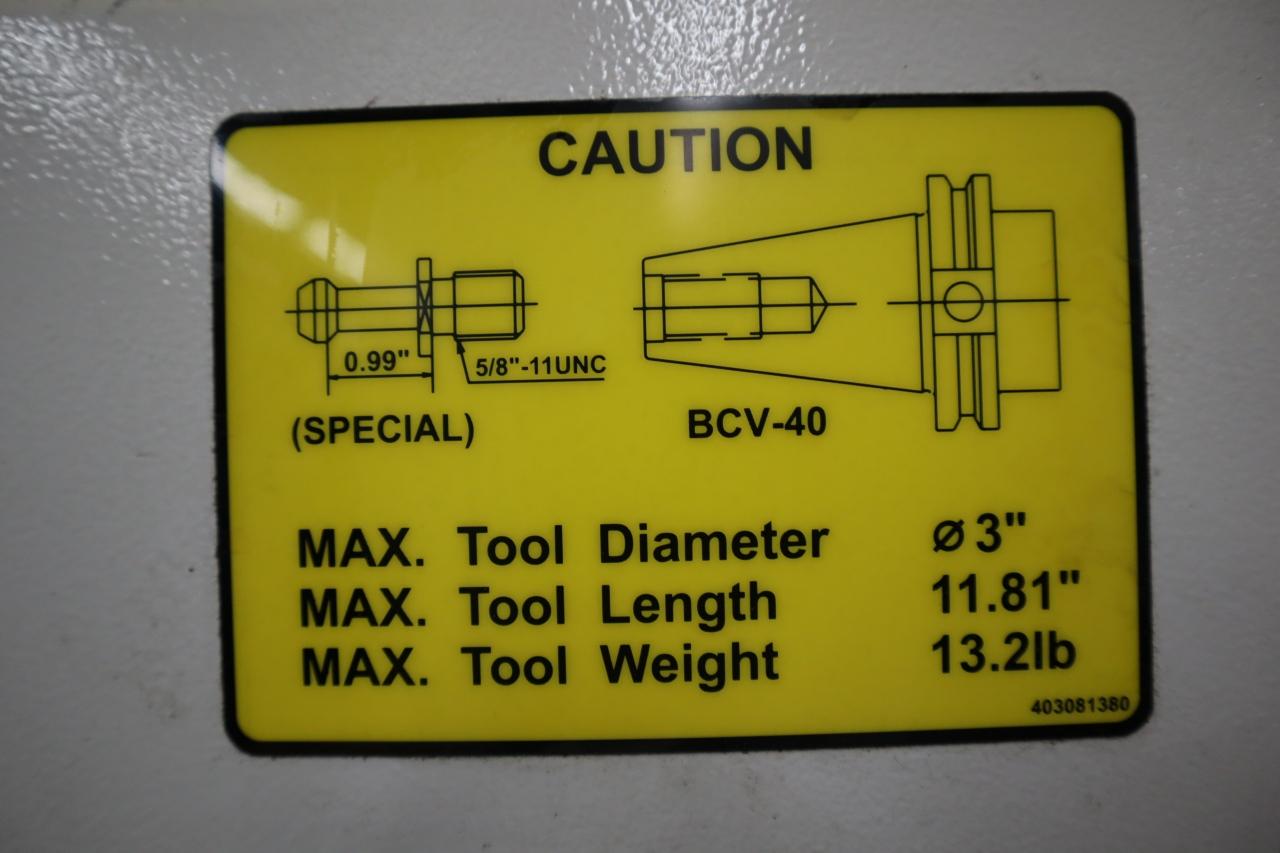 CAUTION
0.99"
5/8"-11UNC
(SPECIAL)
BCV-40
MAX. Tool Diameter ⌀3"
MAX. Tool Length 11.81"
MAX. Tool Weight 13.2lb
403081380